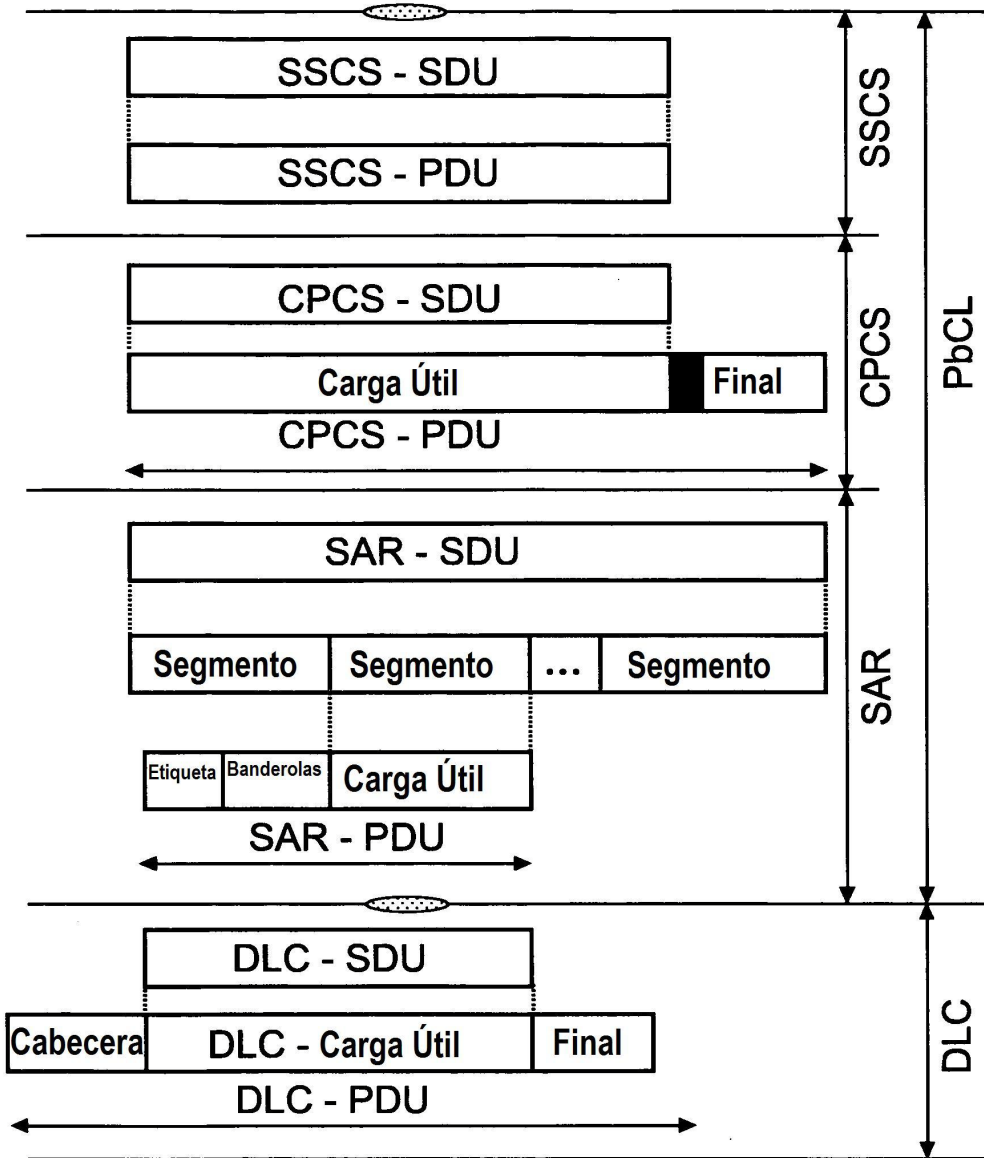 SSCS - SDU
SSCS - PDU
SSCS
CPCS - SDU
Carga Útil Final
CPCS - PDU
CPCS
PbCL
SAR - SDU
Segmento Segmento ... Segmento
Etiqueta Banderolas Carga Útil
SAR - PDU
SAR
DLC - SDU
Cabecera DLC - Carga Útil Final
DLC - PDU
DLC